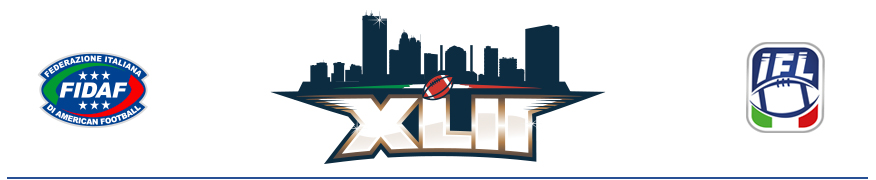 FEDERAZIONE ITALIANA
FIDAF
DI AMERICAN FOOTBALL
XLII
IFL